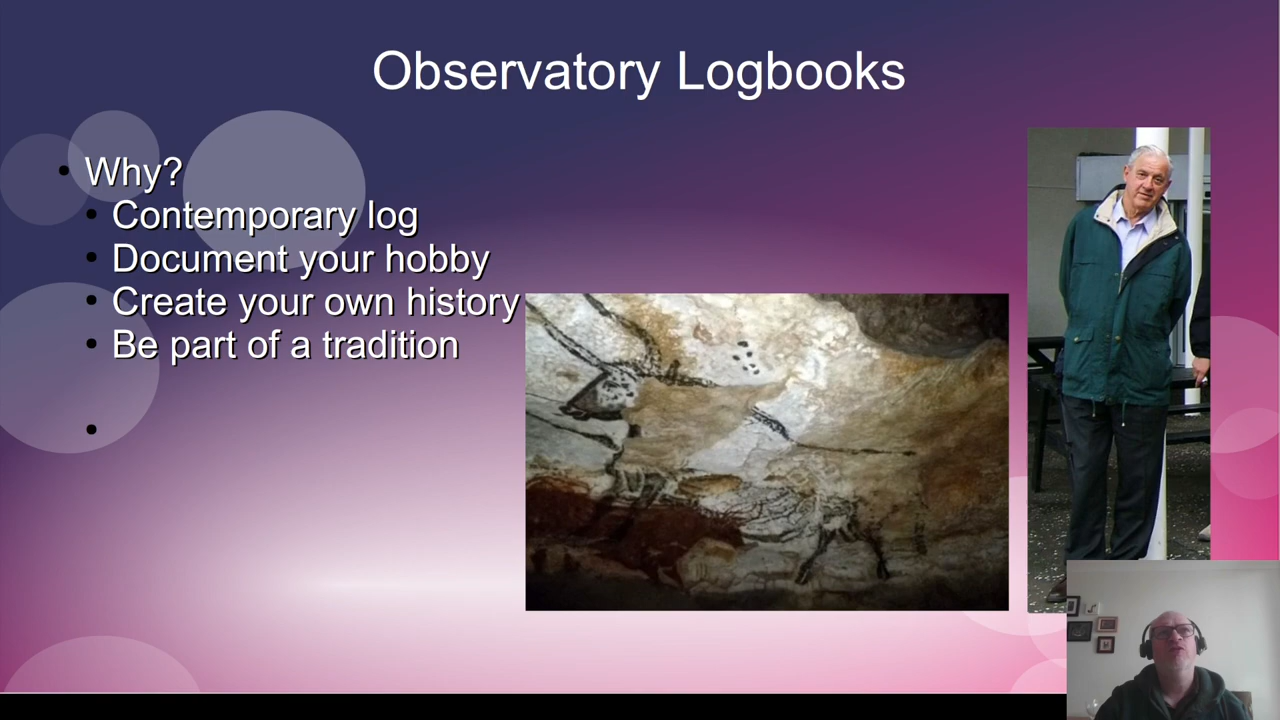 Observatory Logbooks
Why?
Contemporary log
Document your hobby
Create your own history
Be part of a tradition